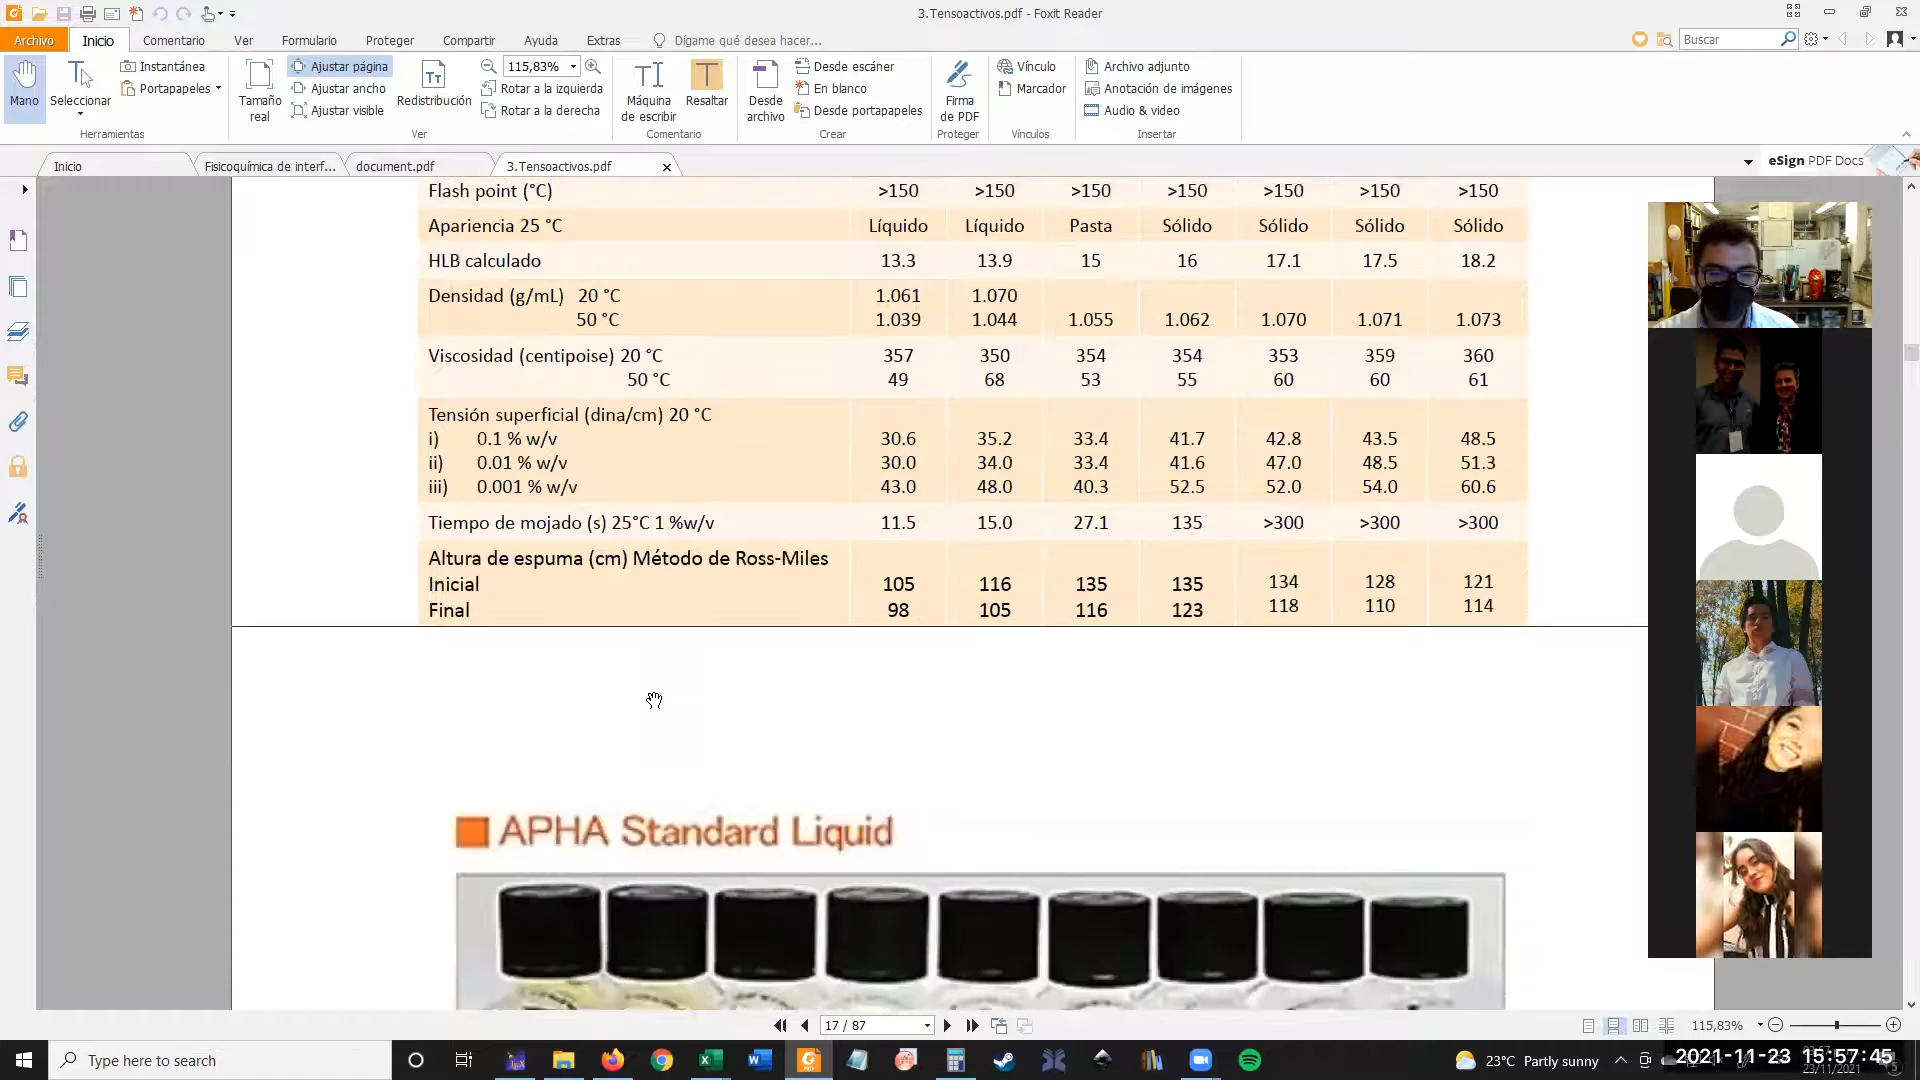 3.Tensoactivos.pdf - Foxit Reader
Archivo Inicio Comentario Ver Formulario Proteger Compartir Ayuda Extras Dígame qué desea hacer... Buscar
Mano
Seleccionar
Instantánea
Portapapeles
Herramientas
Tamaño real
Ajustar página
Ajustar ancho
Ajustar visible
Redistribución
115,83%
Rotar a la izquierda
Rotar a la derecha
Ver
Máquina de escribir
Resaltar
Comentario
Desde archivo
Desde escáner
En blanco
Desde portapapeles
Crear
Firma de PDF
Proteger
Vínculo
Marcador
Vínculos
Archivo adjunto
Anotación de imágenes
Audio & video
Insertar
Inicio Fisicoquímica de interf... document.pdf 3.Tensoactivos.pdf eSign PDF Docs
Flash point (°C) >150 >150 >150 >150 >150 >150 >150
Apariencia 25 °C Líquido Líquido Pasta Sólido Sólido Sólido Sólido
HLB calculado 13.3 13.9 15 16 17.1 17.5 18.2
Densidad (g/mL) 20 °C 1.061 1.070
50 °C 1.039 1.044 1.055 1.062 1.070 1.071 1.073
Viscosidad (centipoise) 20 °C 357 350 354 354 353 359 360
50 °C 49 68 53 55 60 60 61
Tensión superficial (dina/cm) 20 °C
i) 0.1 % w/v 30.6 35.2 33.4 41.7 42.8 43.5 48.5
ii) 0.01 % w/v 30.0 34.0 33.4 41.6 47.0 48.5 51.3
iii) 0.001 % w/v 43.0 48.0 40.3 52.5 52.0 54.0 60.6
Tiempo de mojado (s) 25°C 1 %w/v 11.5 15.0 27.1 135 >300 >300 >300
Altura de espuma (cm) Método de Ross-Miles
Inicial 105 116 135 135 134 128 121
Final 98 105 116 123 118 110 114
APHA Standard Liquid
17 / 87 115,83%
Type here to search 23°C Partly sunny
2021-11-23 15:57:45
23/11/2021